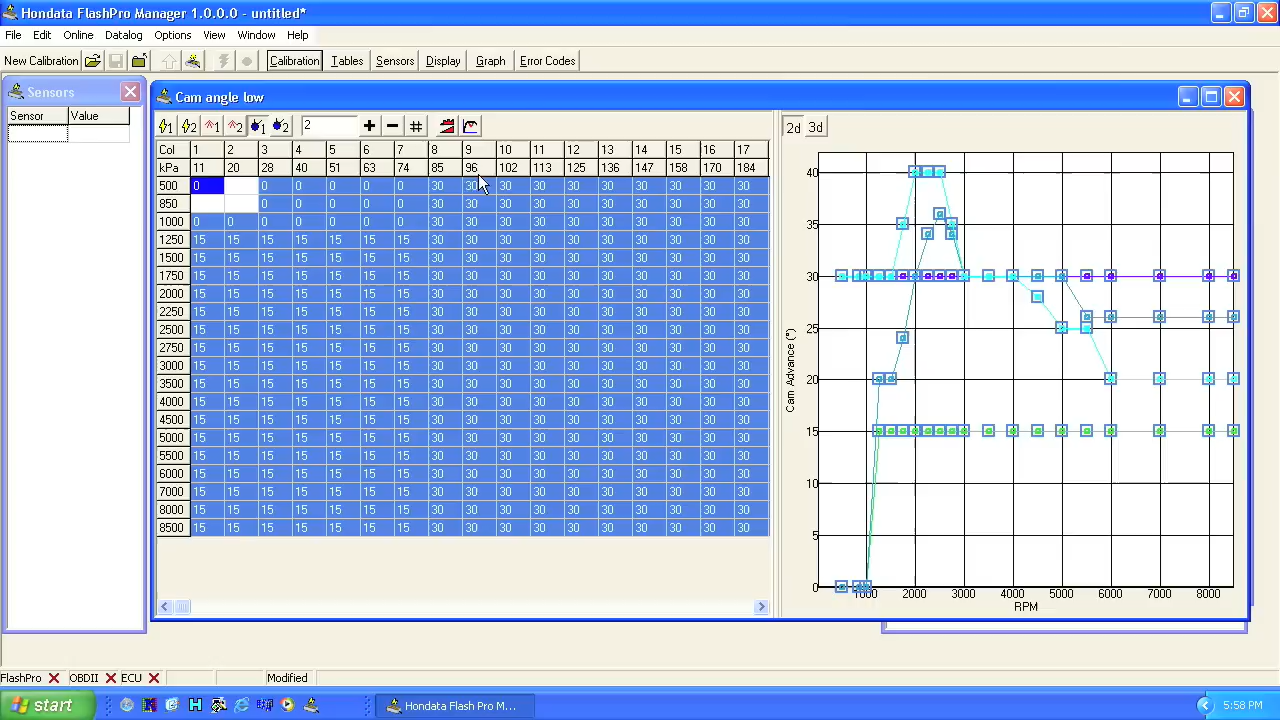 Hondata FlashPro Manager 1.0.0.0 - untitled*
File Edit Online Datalog Options View Window Help
New Calibration Calibration Tables Sensors Display Graph Error Codes
Sensors
Sensor Value
Cam angle low
1 2 1 2 1 2 2 + − #
Col 1 2 3 4 5 6 7 8 9 10 11 12 13 14 15 16 17
kPa 11 20 28 40 51 63 74 85 96 102 113 125 136 147 158 170 184
500 0 0 0 0 0 0 30 30 30 30 30 30 30 30 30 30
850 0 0 0 0 0 30 30 30 30 30 30 30 30 30 30
1000 0 0 0 0 0 0 0 30 30 30 30 30 30 30 30 30 30
1250 15 15 15 15 15 15 15 30 30 30 30 30 30 30 30 30 30
1500 15 15 15 15 15 15 15 30 30 30 30 30 30 30 30 30 30
1750 15 15 15 15 15 15 15 30 30 30 30 30 30 30 30 30 30
2000 15 15 15 15 15 15 15 30 30 30 30 30 30 30 30 30 30
2250 15 15 15 15 15 15 15 30 30 30 30 30 30 30 30 30 30
2500 15 15 15 15 15 15 15 30 30 30 30 30 30 30 30 30 30
2750 15 15 15 15 15 15 15 30 30 30 30 30 30 30 30 30 30
3000 15 15 15 15 15 15 15 30 30 30 30 30 30 30 30 30 30
3500 15 15 15 15 15 15 15 30 30 30 30 30 30 30 30 30 30
4000 15 15 15 15 15 15 15 30 30 30 30 30 30 30 30 30 30
4500 15 15 15 15 15 15 15 30 30 30 30 30 30 30 30 30 30
5000 15 15 15 15 15 15 15 30 30 30 30 30 30 30 30 30 30
5500 15 15 15 15 15 15 15 30 30 30 30 30 30 30 30 30 30
6000 15 15 15 15 15 15 15 30 30 30 30 30 30 30 30 30 30
7000 15 15 15 15 15 15 15 30 30 30 30 30 30 30 30 30 30
8000 15 15 15 15 15 15 15 30 30 30 30 30 30 30 30 30 30
8500 15 15 15 15 15 15 15 30 30 30 30 30 30 30 30 30 30
2d 3d
40
35
30
25
20
15
10
5
0
Cam Advance (°)
1000 2000 3000 4000 5000 6000 7000 8000
RPM
FlashPro OBDII ECU Modified
start Hondata Flash Pro M... 5:58 PM